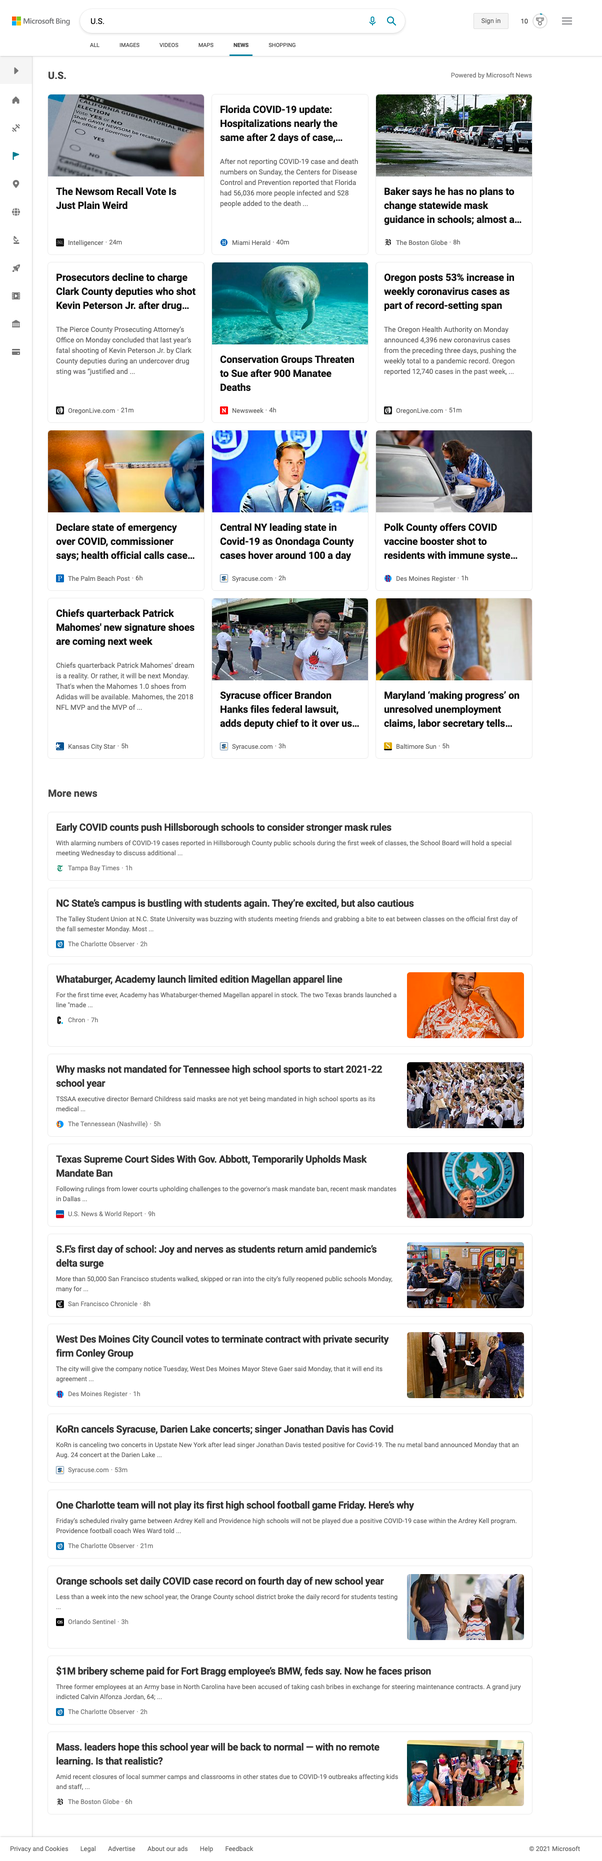 Microsoft Bing
U.S.
Sign in
10
ALL IMAGES VIDEOS MAPS NEWS SHOPPING
U.S.
Powered by Microsoft News
The Newsom Recall Vote Is
Just Plain Weird
Intelligencer · 24m
Florida COVID-19 update:
Hospitalizations nearly the
same after 2 days of case,...
After not reporting COVID-19 case and death
numbers on Sunday, the Centers for Disease
Control and Prevention reported that Florida
had 56,036 more people infected and 528
people added to the death ...
Miami Herald · 40m
Baker says he has no plans to
change statewide mask
guidance in schools; almost a...
The Boston Globe · 8h
Prosecutors decline to charge
Clark County deputies who shot
Kevin Peterson Jr. after drug...
The Pierce County Prosecuting Attorney's
Office on Monday concluded that last year's
fatal shooting of Kevin Peterson Jr. by Clark
County deputies during an undercover drug
sting was "justified and ...
OregonLive.com · 21m
Conservation Groups Threaten
to Sue after 900 Manatee
Deaths
Newsweek · 4h
Oregon posts 53% increase in
weekly coronavirus cases as
part of record-setting span
The Oregon Health Authority on Monday
announced 4,396 new coronavirus cases
from the preceding three days, pushing the
weekly total to a pandemic record. Oregon
reported 12,740 cases in the past week, ...
OregonLive.com · 51m
Declare state of emergency
over COVID, commissioner
says; health official calls case...
The Palm Beach Post · 6h
Central NY leading state in
Covid-19 as Onondaga County
cases hover around 100 a day
Syracuse.com · 2h
Polk County offers COVID
vaccine booster shot to
residents with immune syste...
Des Moines Register · 1h
Chiefs quarterback Patrick
Mahomes' new signature shoes
are coming next week
Chiefs quarterback Patrick Mahomes' dream
is a reality. Or rather, it will be next Monday.
That's when the Mahomes 1.0 shoes from
Adidas will be available. Mahomes, the 2018
NFL MVP and the MVP of ...
Kansas City Star · 5h
Syracuse officer Brandon
Hanks files federal lawsuit,
adds deputy chief to it over us...
Syracuse.com · 3h
Maryland 'making progress' on
unresolved unemployment
claims, labor secretary tells...
Baltimore Sun · 5h
More news
Early COVID counts push Hillsborough schools to consider stronger mask rules
With alarming numbers of COVID-19 cases reported in Hillsborough County public schools during the first week of classes, the School Board will hold a special
meeting Wednesday to discuss additional ...
Tampa Bay Times · 1h
NC State's campus is bustling with students again. They're excited, but also cautious
The Talley Student Union at N.C. State University was buzzing with students meeting friends and grabbing a bite to eat between classes on the official first day of
the fall semester Monday. Most ...
The Charlotte Observer · 2h
Whataburger, Academy launch limited edition Magellan apparel line
For the first time ever, Academy has Whataburger-themed Magellan apparel in stock. The two Texas brands launched a
line "made ...
Chron · 7h
Why masks not mandated for Tennessee high school sports to start 2021-22
school year
TSSAA executive director Bernard Childress said masks are not yet being mandated in high school sports as its
medical ...
The Tennessean (Nashville) · 5h
Texas Supreme Court Sides With Gov. Abbott, Temporarily Upholds Mask
Mandate Ban
Following rulings from lower courts upholding challenges to the governor's mask mandate ban, recent mask mandates
in Dallas ...
U.S. News & World Report · 9h
S.F.'s first day of school: Joy and nerves as students return amid pandemic's
delta surge
More than 50,000 San Francisco students walked, skipped or ran into the city's fully reopened public schools Monday,
many for ...
San Francisco Chronicle · 8h
West Des Moines City Council votes to terminate contract with private security
firm Conley Group
The city will give the company notice Tuesday, West Des Moines Mayor Steve Gaer said Monday, that it will end its
agreement ...
Des Moines Register · 1h
KoRn cancels Syracuse, Darien Lake concerts; singer Jonathan Davis has Covid
KoRn is canceling two concerts in Upstate New York after lead singer Jonathan Davis tested positive for Covid-19. The nu metal band announced Monday that an
Aug. 24 concert at the Darien Lake ...
Syracuse.com · 53m
One Charlotte team will not play its first high school football game Friday. Here's why
Friday's scheduled rivalry game between Ardrey Kell and Providence high schools will not be played due a positive COVID-19 case within the Ardrey Kell program.
Providence football coach Wes Ward told ...
The Charlotte Observer · 21m
Orange schools set daily COVID case record on fourth day of new school year
Less than a week into the new school year, the Orange County school district broke the daily record for students testing
...
Orlando Sentinel · 3h
$1M bribery scheme paid for Fort Bragg employee's BMW, feds say. Now he faces prison
Three former employees at an Army base in North Carolina have been accused of taking cash bribes in exchange for steering maintenance contracts. A grand jury
indicted Calvin Alfonza Jordan, 64; ...
The Charlotte Observer · 2h
Mass. leaders hope this school year will be back to normal — with no remote
learning. Is that realistic?
Amid recent closures of local summer camps and classrooms in other states due to COVID-19 outbreaks affecting kids
and staff, ...
The Boston Globe · 6h
Privacy and Cookies Legal Advertise About our ads Help Feedback © 2021 Microsoft